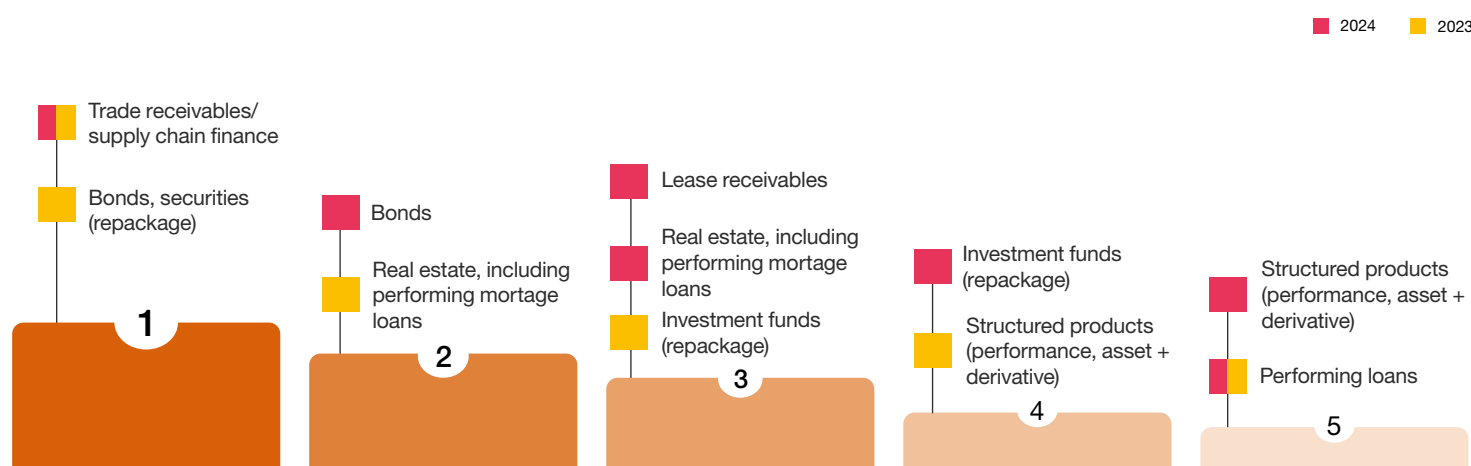 2024
2023
Trade receivables/
supply chain finance
Bonds, securities
(repackage)
1
Bonds
Real estate, including
performing mortage
loans
2
Lease receivables
Real estate, including
performing mortage
loans
Investment funds
(repackage)
3
Investment funds
(repackage)
Structured products
(performance, asset +
derivative)
4
Structured products
(performance, asset +
derivative)
Performing loans
5